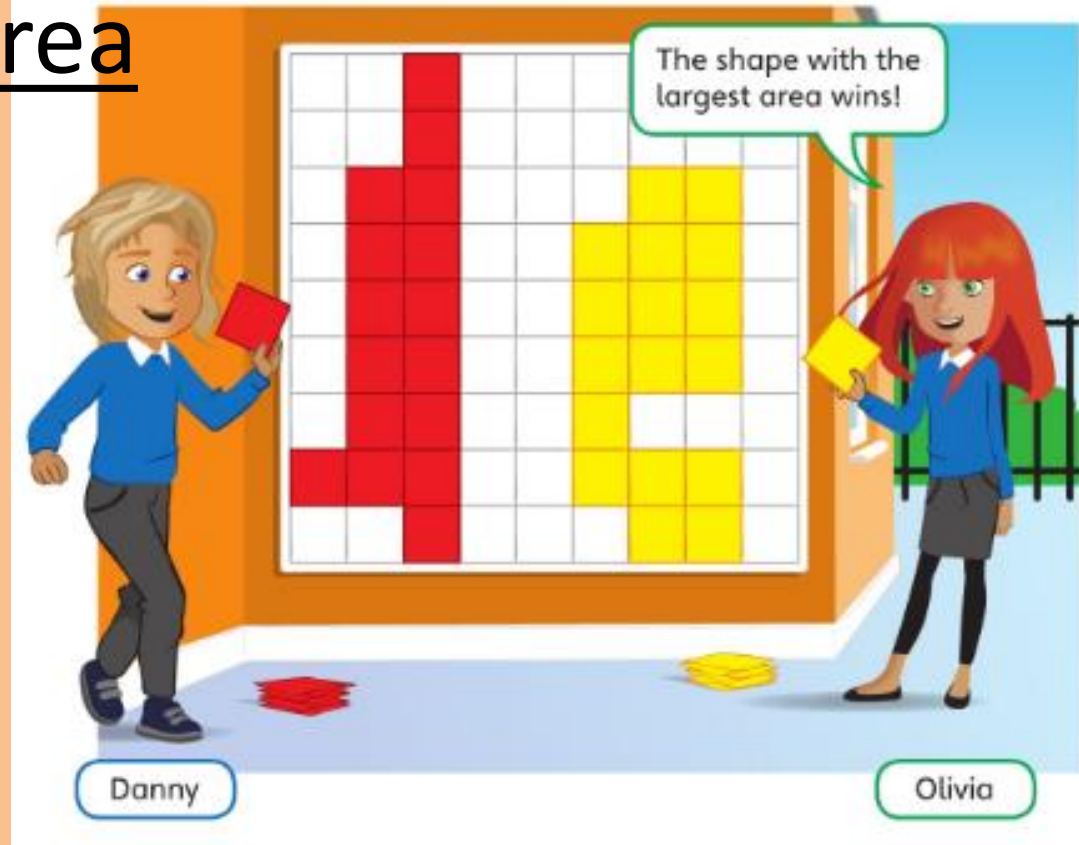 rea
The shape with the
largest area wins!
Danny
Olivia